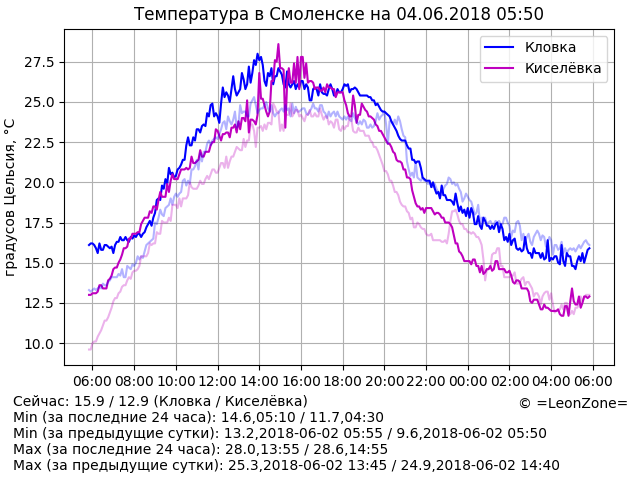 Температура в Смоленске на 04.06.2018 05:50
Кловка
Киселёвка
градусов Цельсия, °C
27.5
25.0
22.5
20.0
17.5
15.0
12.5
10.0
06:00 08:00 10:00 12:00 14:00 16:00 18:00 20:00 22:00 00:00 02:00 04:00 06:00
Сейчас: 15.9 / 12.9 (Кловка / Киселёвка)
© =LeonZone=
Min (за последние 24 часа): 14.6,05:10 / 11.7,04:30
Min (за предыдущие сутки): 13.2,2018-06-02 05:55 / 9.6,2018-06-02 05:50
Max (за последние 24 часа): 28.0,13:55 / 28.6,14:55
Max (за предыдущие сутки): 25.3,2018-06-02 13:45 / 24.9,2018-06-02 14:40